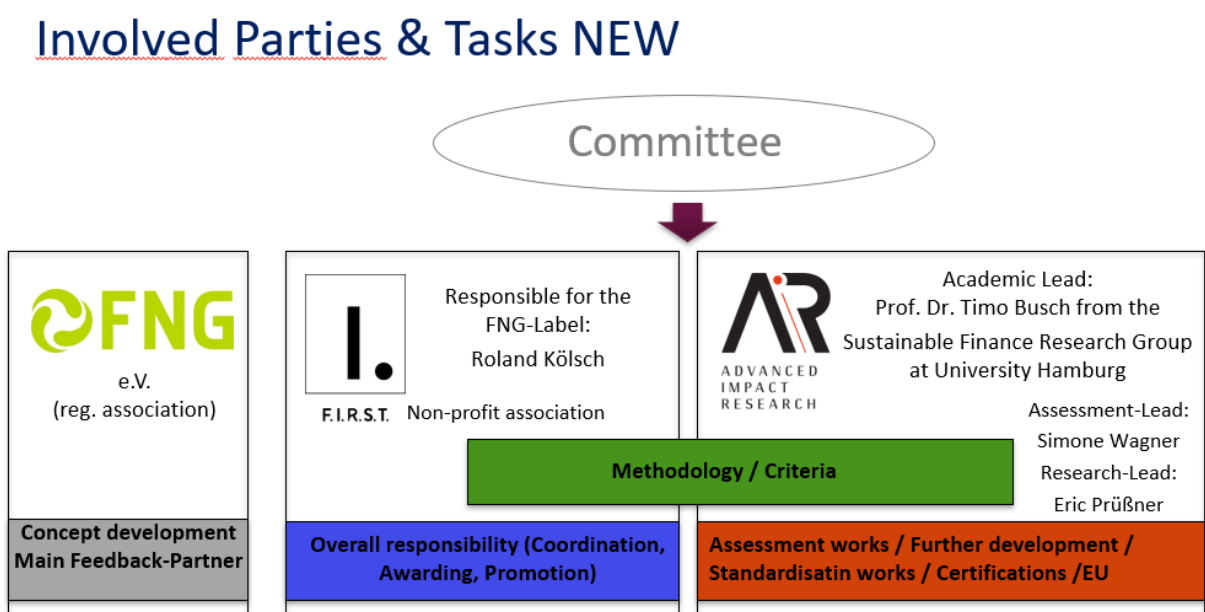 Involved Parties & Tasks NEW
Committee
FNG
e.V.
(reg. association)
Concept development
Main Feedback-Partner
I.
F.I.R.S.T.
Responsible for the
FNG-Label:
Roland Kölsch
Non-profit association
Overall responsibility (Coordination,
Awarding, Promotion)
Methodology / Criteria
AIR
ADVANCED
IMPACT
RESEARCH
Academic Lead:
Prof. Dr. Timo Busch from the
Sustainable Finance Research Group
at University Hamburg
Assessment-Lead:
Simone Wagner
Research-Lead:
Eric Prüßner
Assessment works / Further development /
Standardisatin works / Certifications /EU